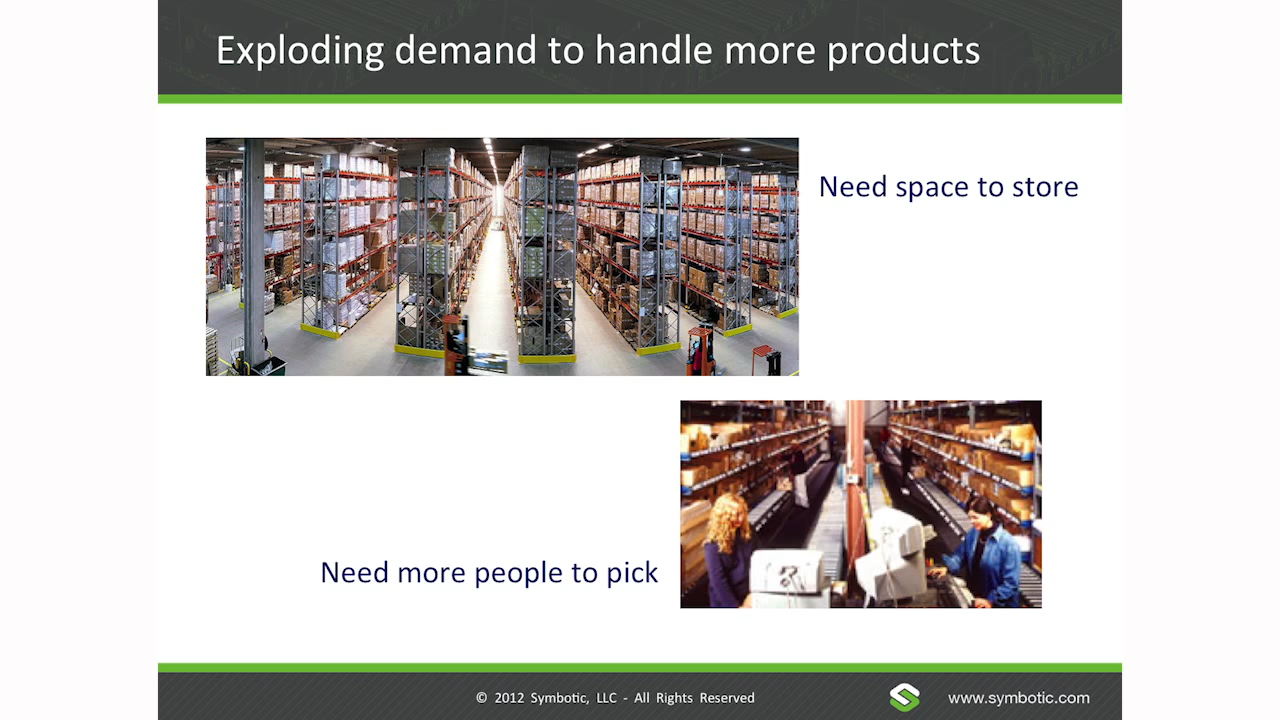 Exploding demand to handle more products
Need space to store
Need more people to pick
© 2012 Symbotic, LLC - All Rights Reserved
www.symbotic.com